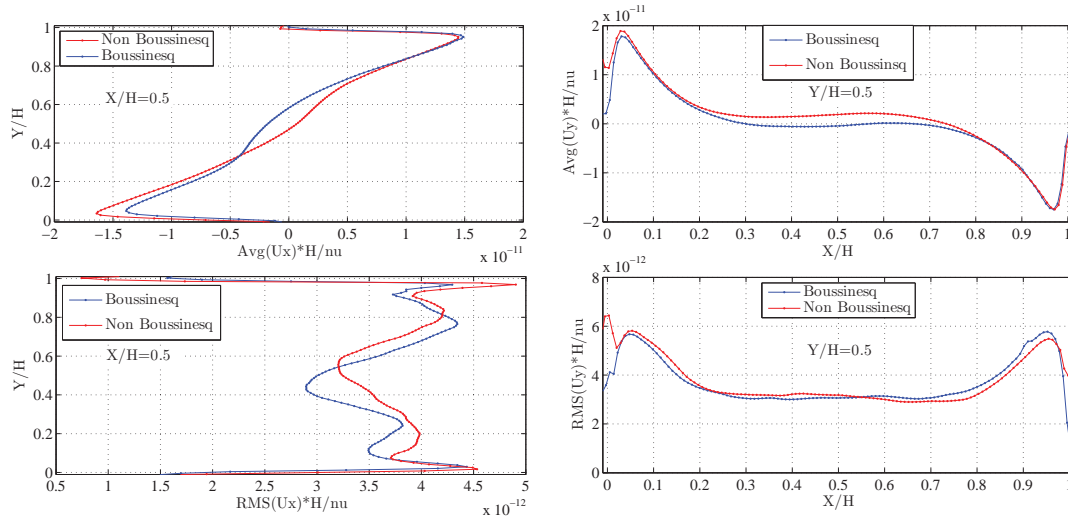 1
0.8
0.6
0.4
0.2
0
Y/H
Non Boussinesq
Boussinesq
X/H=0.5
−2 −1.5 −1 −0.5 0 0.5 1 1.5 2
x 10⁻¹¹
Avg(Ux)*H/nu
x 10⁻¹¹
2
1
0
−1
−2
Avg(Uy)*H/nu
Boussinesq
Non Boussinsq
Y/H=0.5
0 0.1 0.2 0.3 0.4 0.5 0.6 0.7 0.8 0.9 1
X/H
1
0.8
0.6
0.4
0.2
0
Y/H
Boussinesq
Non Boussinesq
X/H=0.5
0.5 1 1.5 2 2.5 3 3.5 4 4.5 5
x 10⁻¹²
RMS(Ux)*H/nu
x 10⁻¹²
8
6
4
2
0
RMS(Uy)*H/nu
Boussinesq
Non Boussinesq
Y/H=0.5
0 0.1 0.2 0.3 0.4 0.5 0.6 0.7 0.8 0.9 1
X/H